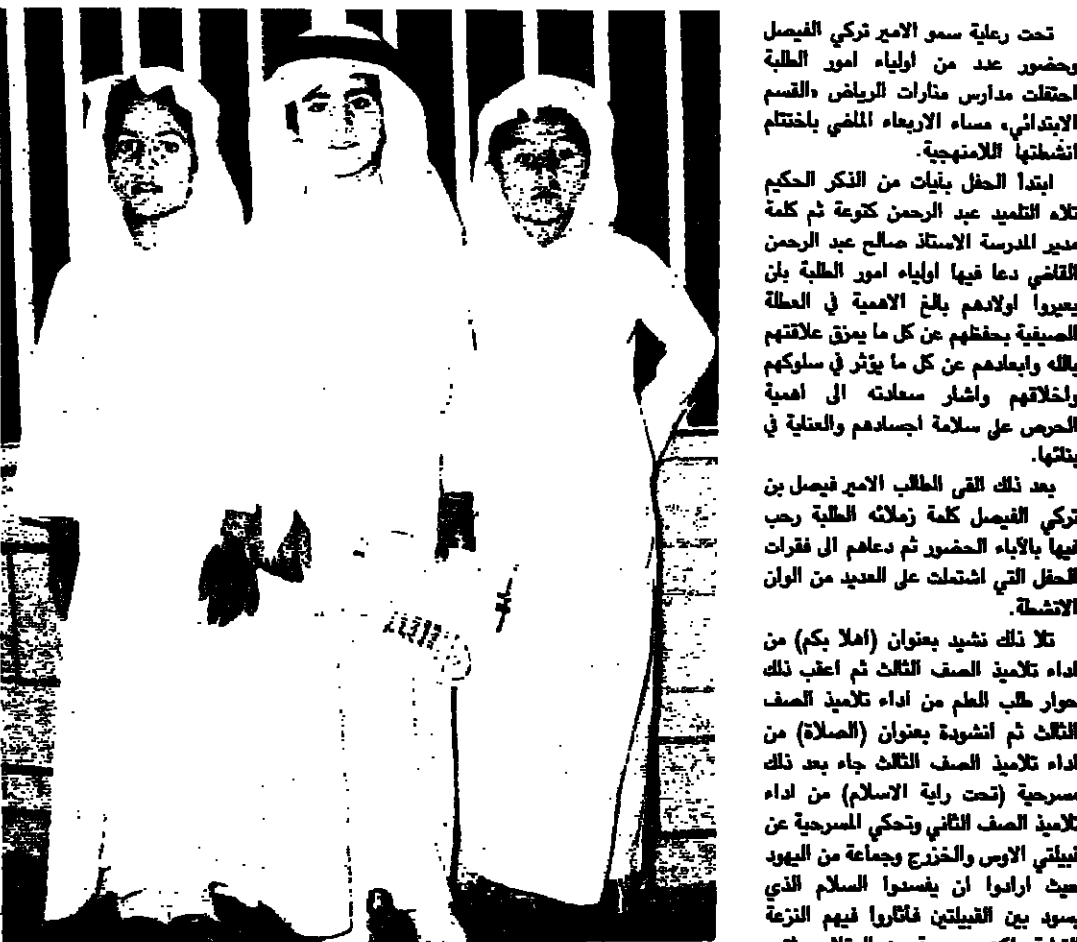 تحت رعاية سمو الامير تركي الفيصل
وحضور عدد من اولياء امور الطلبة
احتفلت مدارس منارات الرياض «القسم
الابتدائي» مساء الاربعاء الماضي باختتام
انشطتها اللامنهجية.
ابتدأ الحفل بآيات من الذكر الحكيم
تلاه التلميذ عبد الرحمن كتوعة ثم كلمة
مدير المدرسة الاستاذ صالح عبد الرحمن
القاضي دعا فيها اولياء امور الطلبة بان
يعيروا اولادهم بالغ الاهمية في العطلة
الصيفية بحفظهم عن كل ما يمزق علاقتهم
بالله وابعادهم عن كل ما يؤثر في سلوكهم
واخلاقهم واشار سعادته الى اهمية
الحرص على سلامة اجسادهم والعناية في
بنائها.
بعد ذلك القى الطالب الامير فيصل بن
تركي الفيصل كلمة زملائه الطلبة رحب
فيها بالآباء الحضور ثم دعاهم الى فقرات
الحفل التي اشتملت على العديد من الوان
الانشطة.
تلا ذلك نشيد بعنوان (اهلا بكم) من
اداء تلاميذ الصف الثالث ثم اعقب ذلك
حوار طلب العلم من اداء تلاميذ الصف
الثالث ثم انشودة بعنوان (الصلاة) من
اداء تلاميذ الصف الثالث جاء بعد ذلك
مسرحية (تحت راية الاسلام) من اداء
تلاميذ الصف الثاني وتحكي المسرحية عن
قبيلتي الاوس والخزرج وجماعة من اليهود
حيث ارادوا ان يفسدوا السلام الذي
يسود بين القبيلتين فأثاروا فيهم النزعة